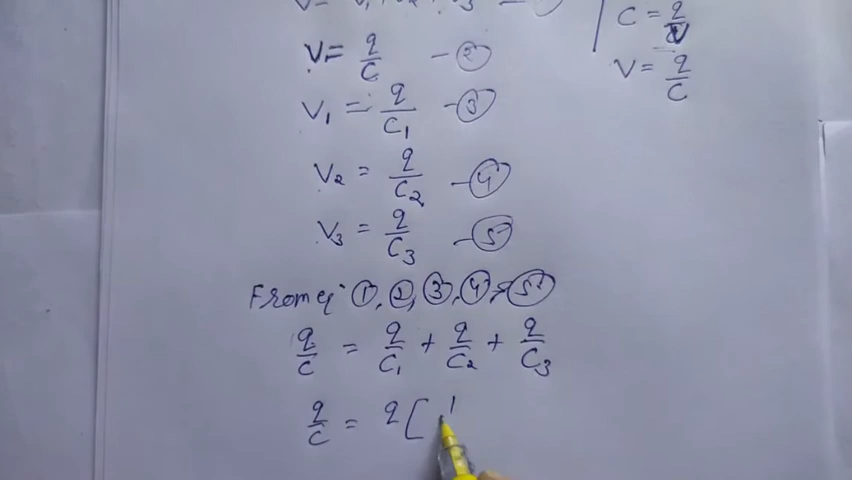 C = q/V
V = q/C
V = q/C - ②
V₁ = q/C₁ - ③
V₂ = q/C₂ - ④
V₃ = q/C₃ - ⑤
From eqⁿ ①, ②, ③, ④, ⑤
q/C = q/C₁ + q/C₂ + q/C₃
q/C = q[ 1